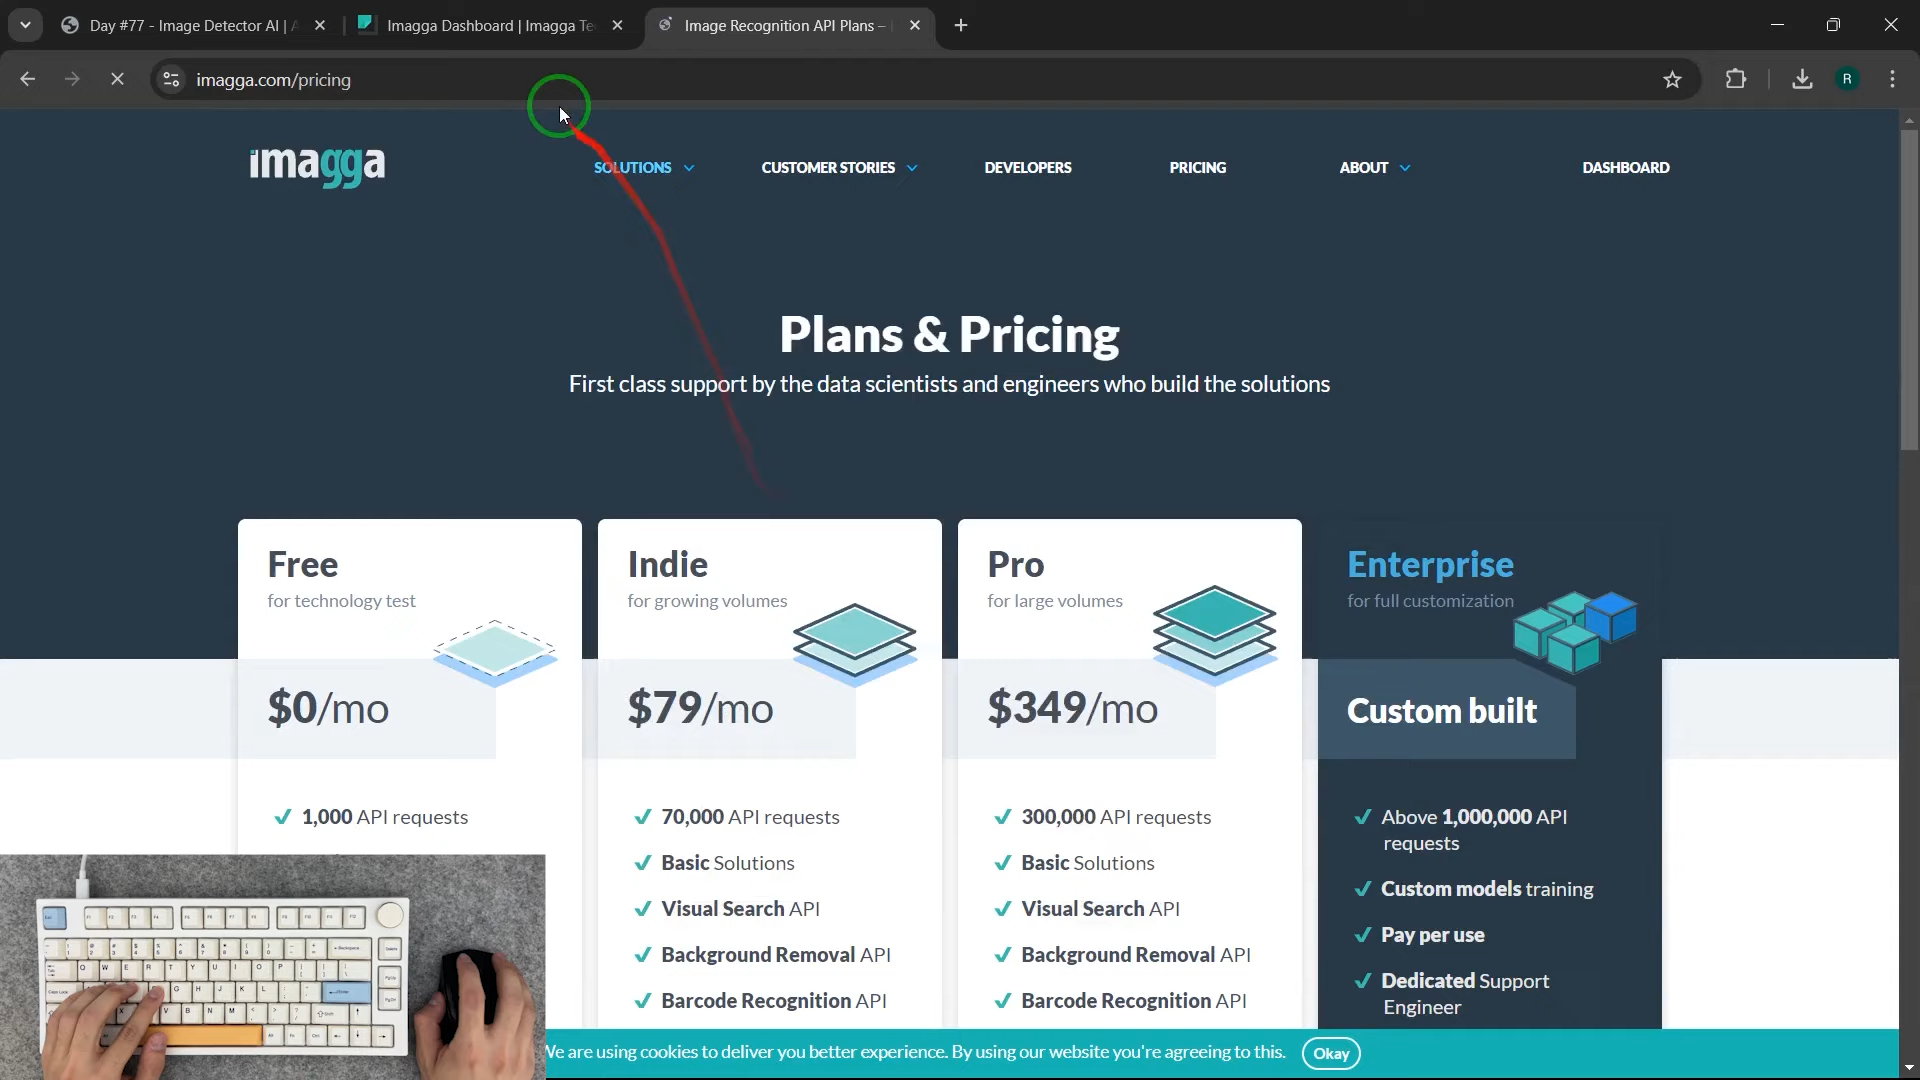 Day #77 - Image Detector AI |
Imagga Dashboard | Imagga Te
Image Recognition API Plans –
imagga.com/pricing
R
imagga
SOLUTIONS
CUSTOMER STORIES
DEVELOPERS
PRICING
ABOUT
DASHBOARD
Plans & Pricing
First class support by the data scientists and engineers who build the solutions
Free
for technology test
$0/mo
1,000 API requests
Indie
for growing volumes
$79/mo
70,000 API requests
Basic Solutions
Visual Search API
Background Removal API
Barcode Recognition API
Pro
for large volumes
$349/mo
300,000 API requests
Basic Solutions
Visual Search API
Background Removal API
Barcode Recognition API
Enterprise
for full customization
Custom built
Above 1,000,000 API
requests
Custom models training
Pay per use
Dedicated Support
Engineer
We are using cookies to deliver you better experience. By using our website you're agreeing to this.
Okay